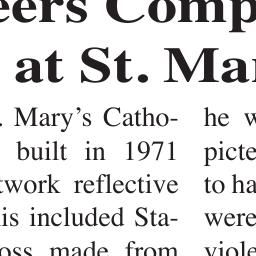 eers Comp
at St. Mar
. Mary's Catho-
built in 1971
twork reflective
is included Sta-
oss made from
he w
picte
to ha
were
viole